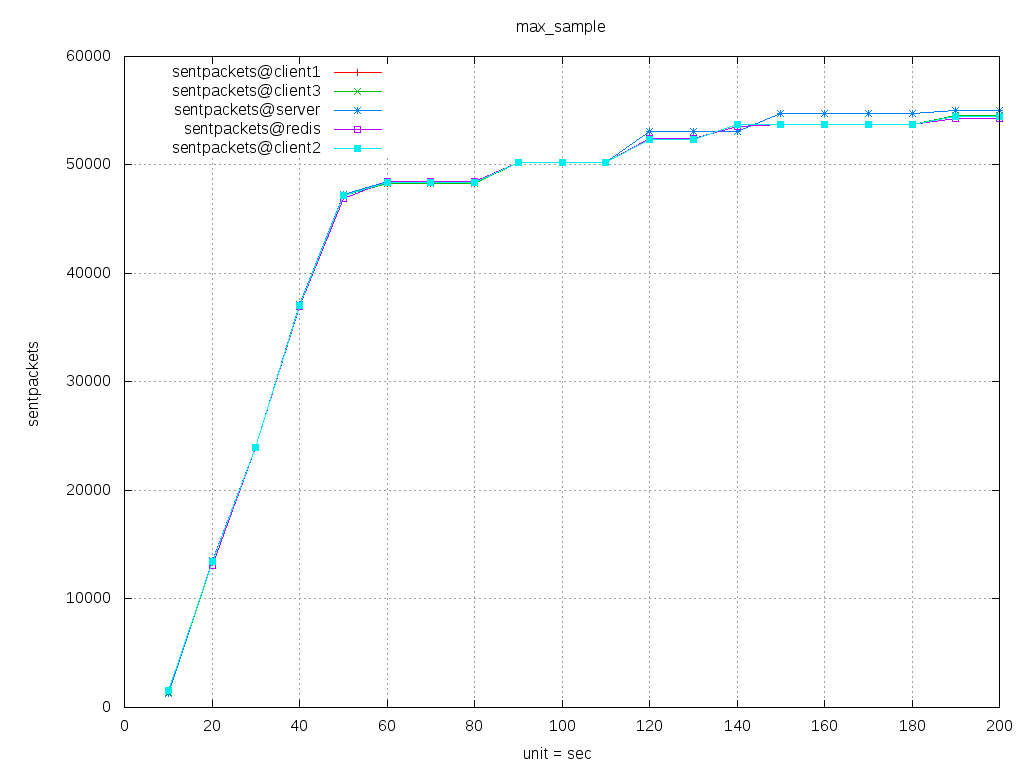 max_sample
60000
50000
40000
30000
20000
10000
0
sentpackets
sentpackets@client1
sentpackets@client3
sentpackets@server
sentpackets@redis
sentpackets@client2
0 20 40 60 80 100 120 140 160 180 200
unit = sec